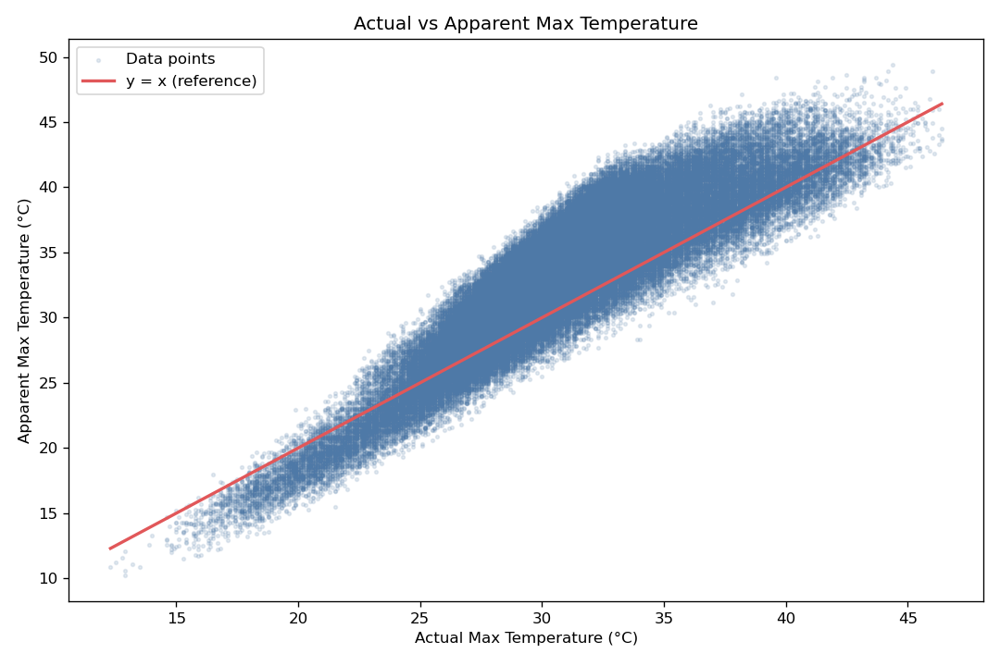 Actual vs Apparent Max Temperature
Data points
y = x (reference)
50
45
40
35
30
25
20
15
10
Apparent Max Temperature (°C)
15 20 25 30 35 40 45
Actual Max Temperature (°C)